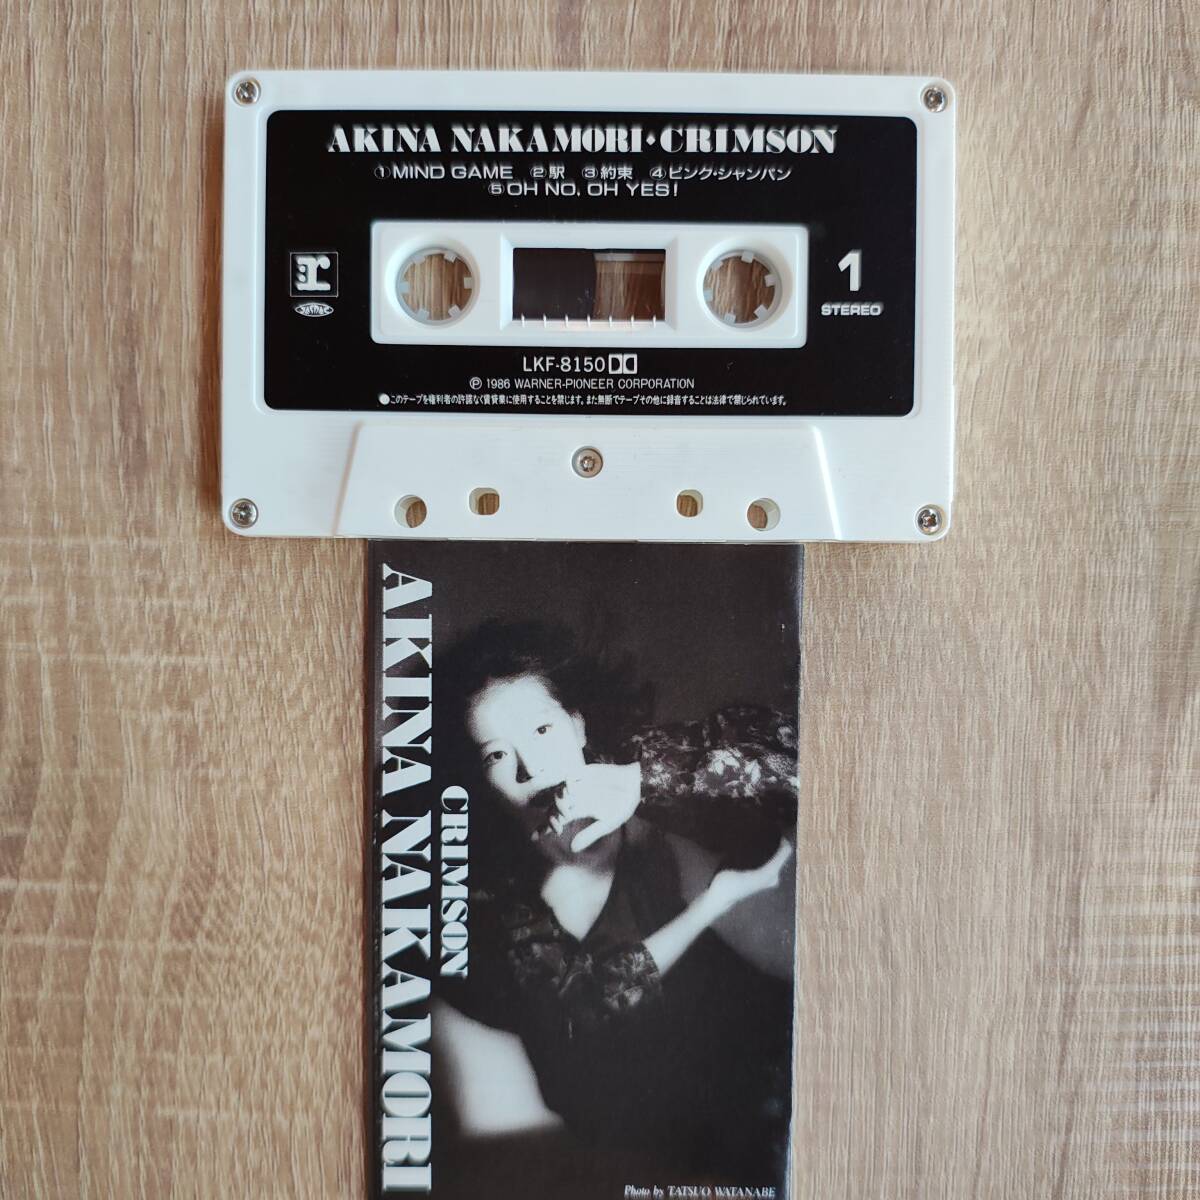 AKINA NAKAMORI・CRIMSON
①MIND GAME ②駅 ③約束 ④ピンク・シャンパン
⑤OH NO, OH YES!
r
JASRAC
1
STEREO
LKF-8150
Ⓟ 1986 WARNER-PIONEER CORPORATION
●このテープを権利者の許諾なく賃貸業に使用することを禁じます。また無断でテープその他に録音することは法律で禁じられています。
AKINA NAKAMORI
CRIMSON
Photo by TATSUO WATANABE